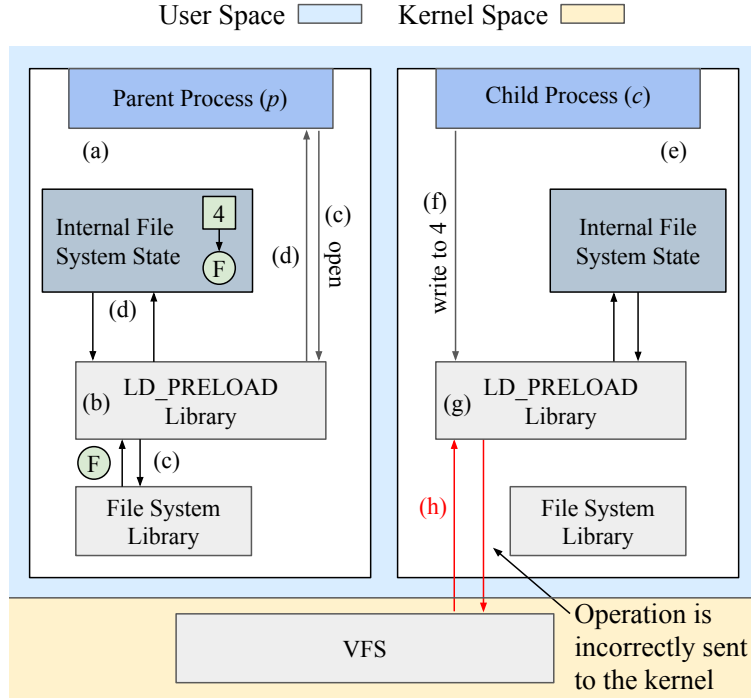 User Space
Kernel Space
Parent Process (p)
(a)
Internal File
System State
4
F
(d)
(d)
(c)
open
(b)
LD_PRELOAD
Library
F
(c)
File System
Library
Child Process (c)
(e)
(f)
write to 4
Internal File
System State
(g)
LD_PRELOAD
Library
(h)
File System
Library
VFS
Operation is
incorrectly sent
to the kernel